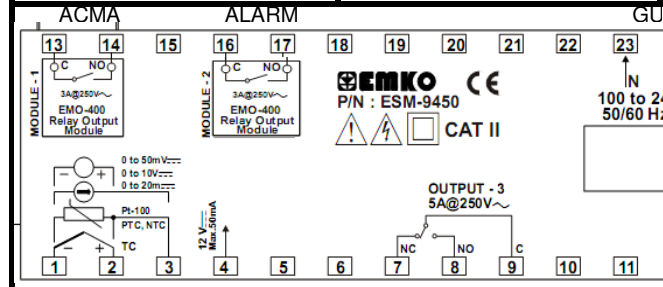 ACMA ALARM GU
13 14 15 16 17 18 19 20 21 22 23
C NO C NO
3A@250V 3A@250V
MODULE - 1
EMO-400
Relay Output
Module
MODULE - 2
EMO-400
Relay Output
Module
EMKO CE
P/N : ESM-9450
CAT II
N
100 to 24
50/60 Hz
0 to 50mV
0 to 10V
0 to 20m
Pt-100
PTC, NTC
TC
12 V
Max.50mA
OUTPUT - 3
5A@250V
NC NO C
1 2 3 4 5 6 7 8 9 10 11